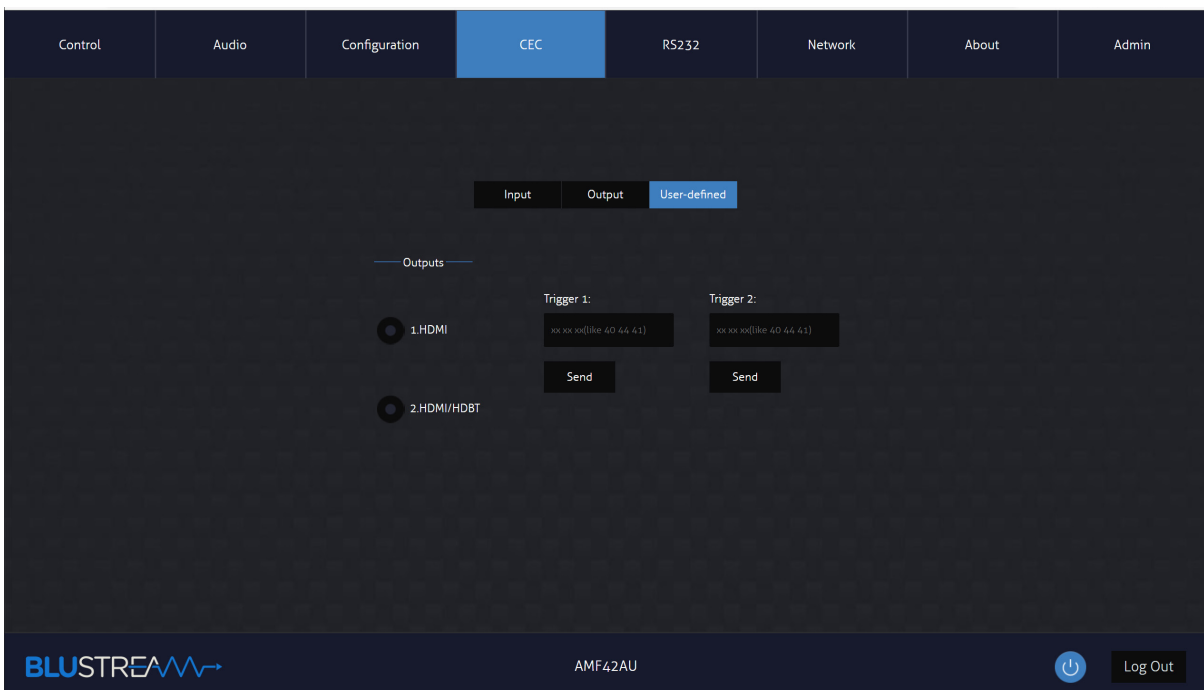 Control Audio Configuration CEC RS232 Network About Admin
Input Output User-defined
Outputs
Trigger 1: Trigger 2:
1.HDMI xx xx xx(like 40 44 41) xx xx xx(like 40 44 41)
Send Send
2.HDMI/HDBT
BLUSTREAM AMF42AU Log Out